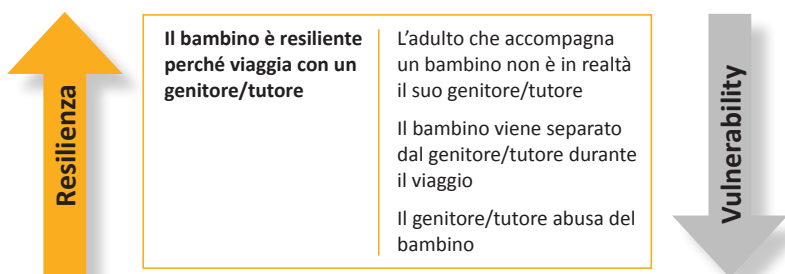 Resilienza
Il bambino è resiliente
perché viaggia con un
genitore/tutore
L'adulto che accompagna
un bambino non è in realtà
il suo genitore/tutore
Il bambino viene separato
dal genitore/tutore durante
il viaggio
Il genitore/tutore abusa del
bambino
Vulnerability